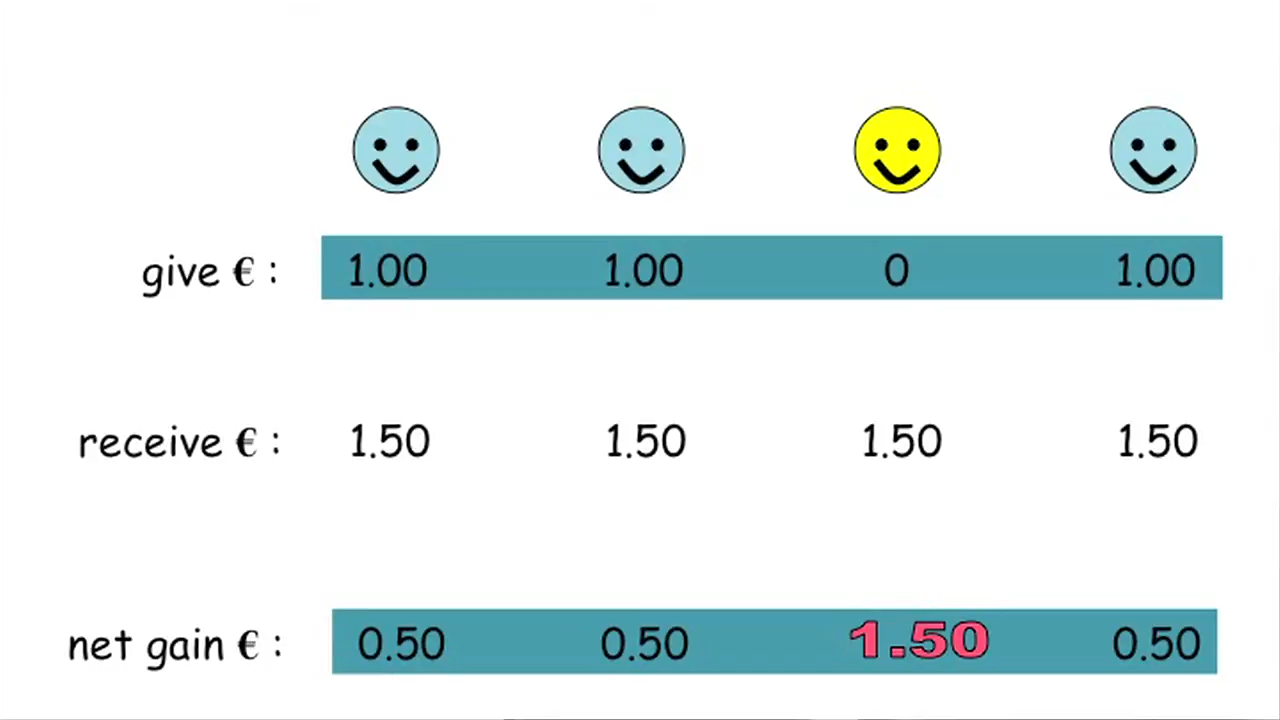 give € : 1.00 1.00 0 1.00
receive € : 1.50 1.50 1.50 1.50
net gain € : 0.50 0.50 1.50 0.50